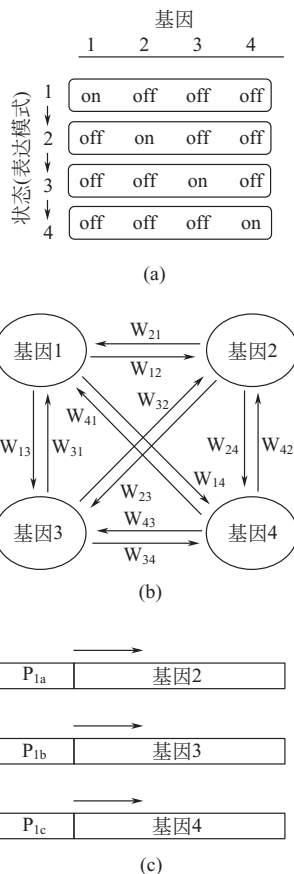 基因
1 2 3 4
状态(表达模式)
1 on off off off
2 off on off off
3 off off on off
4 off off off on
(a)
基因1 W₂₁ 基因2
W₁₂
W₄₁ W₃₂
W₁₃ W₃₁ W₂₄ W₄₂
W₂₃ W₁₄
基因3 W₄₃ 基因4
W₃₄
(b)
P₁ₐ 基因2
P₁b 基因3
P₁c 基因4
(c)